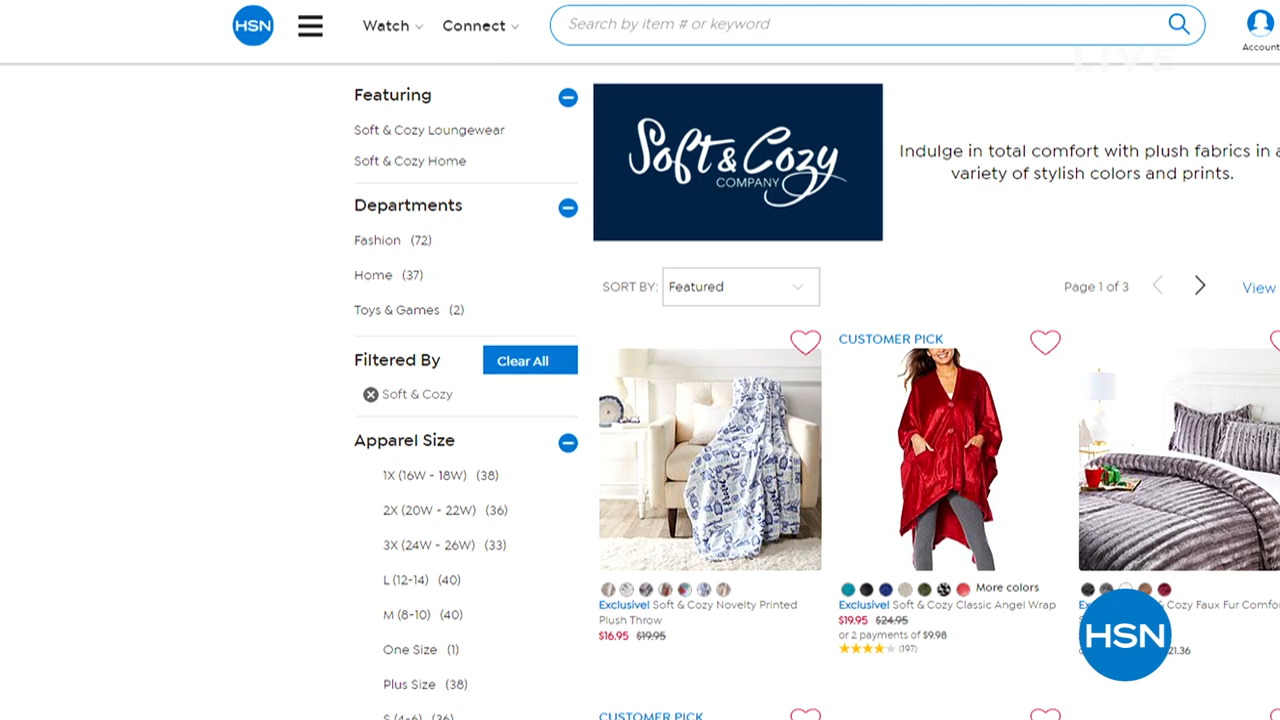 HSN
Watch
Connect
Search by item # or keyword
Account
LIVE
Featuring
Soft & Cozy Loungewear
Soft & Cozy Home
Departments
Fashion (72)
Home (37)
Toys & Games (2)
Filtered By
Clear All
Soft & Cozy
Apparel Size
1X (16W - 18W) (38)
2X (20W - 22W) (36)
3X (24W - 26W) (33)
L (12-14) (40)
M (8-10) (40)
One Size (1)
Plus Size (38)
S (4-6) (36)
Soft & Cozy
COMPANY
Indulge in total comfort with plush fabrics in a
variety of stylish colors and prints.
SORT BY: Featured
Page 1 of 3
View
Exclusive! Soft & Cozy Novelty Printed
Plush Throw
$16.95 $19.95
CUSTOMER PICK
More colors
Exclusive! Soft & Cozy Classic Angel Wrap
$19.95 $24.95
or 2 payments of $9.98
(197)
Cozy Faux Fur
21.36
HSN
CUSTOMER PICK